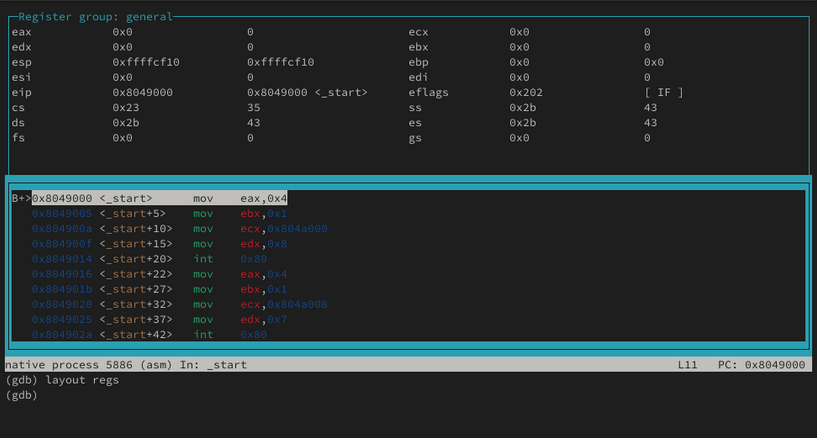 Register group: general
eax 0x0 0 ecx 0x0 0
edx 0x0 0 ebx 0x0 0
esp 0xffffcf10 0xffffcf10 ebp 0x0 0x0
esi 0x0 0 edi 0x0 0
eip 0x8049000 0x8049000 <_start> eflags 0x202 [ IF ]
cs 0x23 35 ss 0x2b 43
ds 0x2b 43 es 0x2b 43
fs 0x0 0 gs 0x0 0
B+>0x8049000 <_start> mov eax,0x4
0x8049005 <_start+5> mov ebx,0x1
0x804900a <_start+10> mov ecx,0x804a000
0x804900f <_start+15> mov edx,0x8
0x8049014 <_start+20> int 0x80
0x8049016 <_start+22> mov eax,0x4
0x804901b <_start+27> mov ebx,0x1
0x8049020 <_start+32> mov ecx,0x804a008
0x8049025 <_start+37> mov edx,0x7
0x804902a <_start+42> int 0x80
native process 5886 (asm) In: _start L11 PC: 0x8049000
(gdb) layout regs
(gdb)